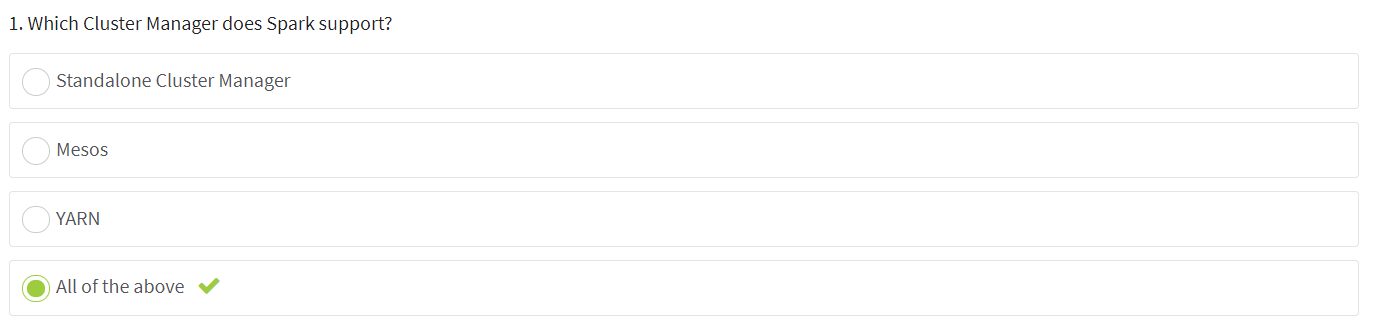 1. Which Cluster Manager does Spark support?
Standalone Cluster Manager
Mesos
YARN
All of the above